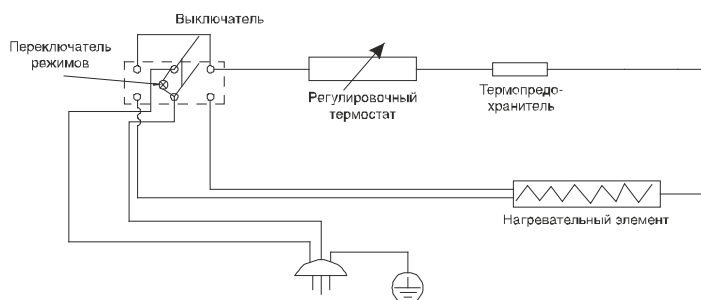 Выключатель
Переключатель
режимов
Регулировочный
термостат
Термопредо-
хранитель
Нагревательный элемент